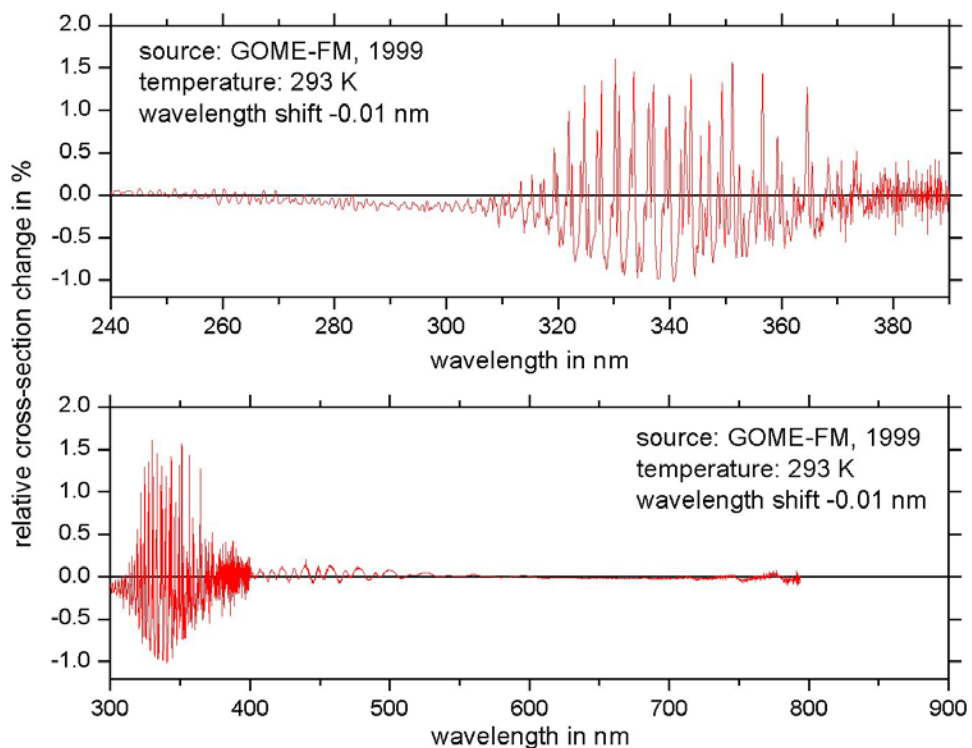 relative cross-section change in %
2.0
1.5
1.0
0.5
0.0
-0.5
-1.0
source: GOME-FM, 1999
temperature: 293 K
wavelength shift -0.01 nm
240 260 280 300 320 340 360 380
wavelength in nm
2.0
1.5
1.0
0.5
0.0
-0.5
-1.0
source: GOME-FM, 1999
temperature: 293 K
wavelength shift -0.01 nm
300 400 500 600 700 800 900
wavelength in nm